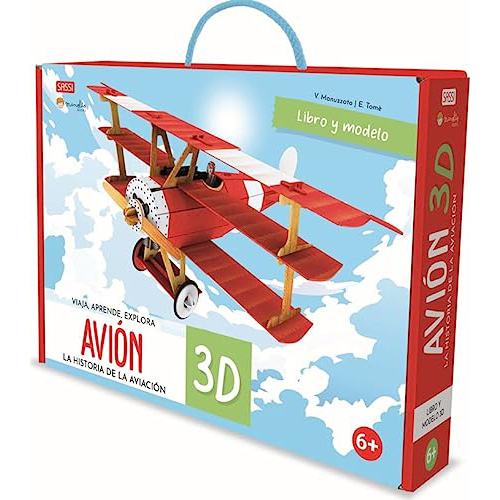 SASSI
V. Manuzzato | E. Tomè
Libro y modelo
VIAJA, APRENDE, EXPLORA
AVIÓN
LA HISTORIA DE LA AVIACIÓN
3D
6+
SASSI
AVIÓN 3D
LA HISTORIA DE LA AVIACIÓN
LIBRO Y
MODELO 3D
6+